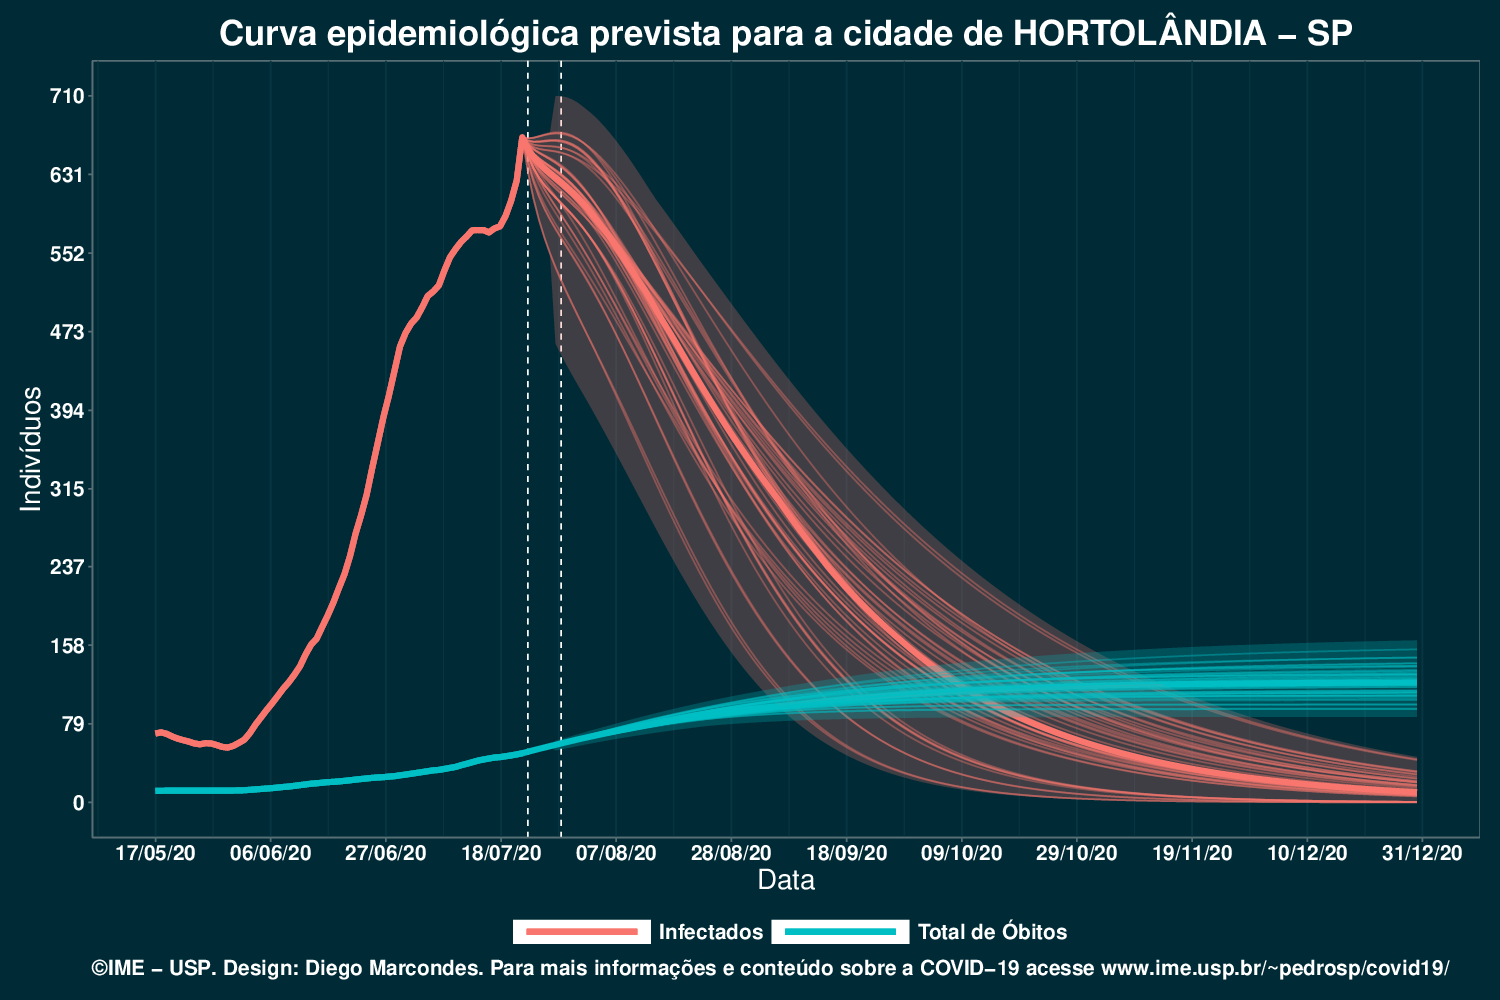 Curva epidemiológica prevista para a cidade de HORTOLÂNDIA – SP
710
631
552
473
394
315
237
158
79
0
Indivíduos
17/05/20 06/06/20 27/06/20 18/07/20 07/08/20 28/08/20 18/09/20 09/10/20 29/10/20 19/11/20 10/12/20 31/12/20
Data
Infectados Total de Óbitos
©IME – USP. Design: Diego Marcondes. Para mais informações e conteúdo sobre a COVID–19 acesse www.ime.usp.br/~pedrosp/covid19/